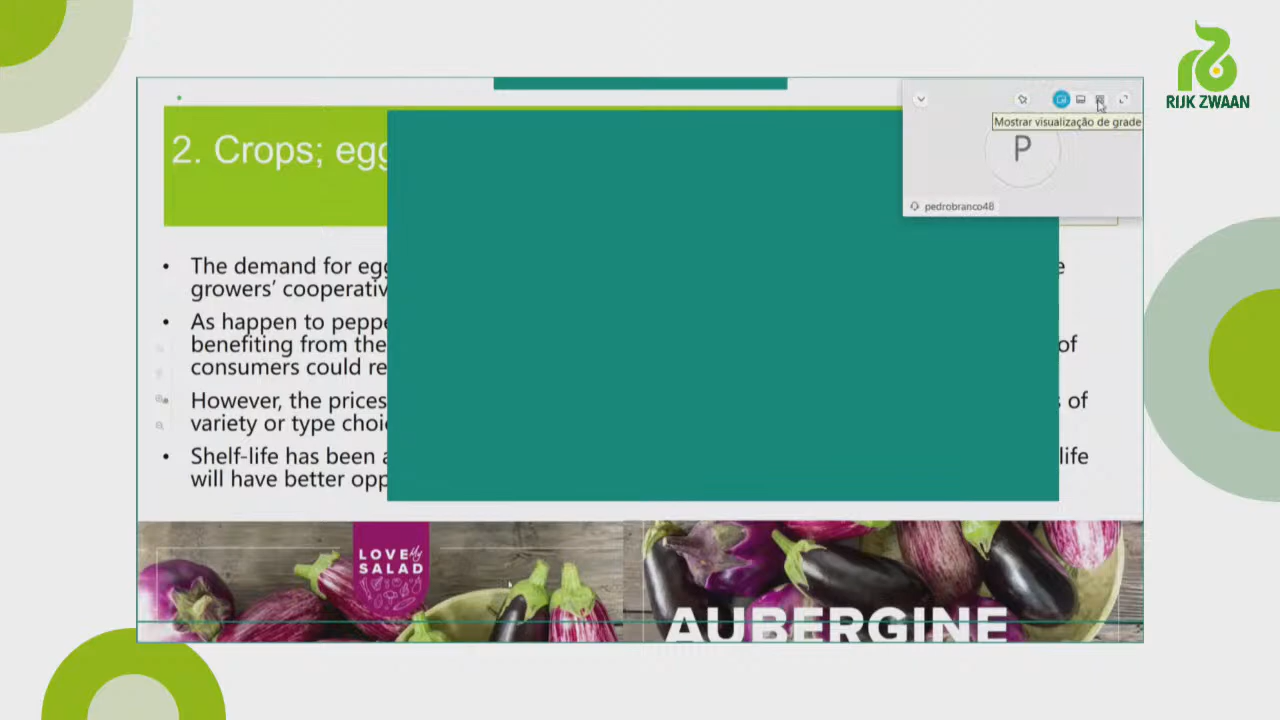 RIJK ZWAAN
Mostrar visualização de grade
P
pedrobranco48
2. Crops; egg
• The demand for egg
growers’ cooperativ
• As happen to peppe
benefiting from the of
consumers could re
• However, the prices of
variety or type choi
• Shelf-life has been a life
will have better opp
LOVE My
SALAD
AUBERGINE